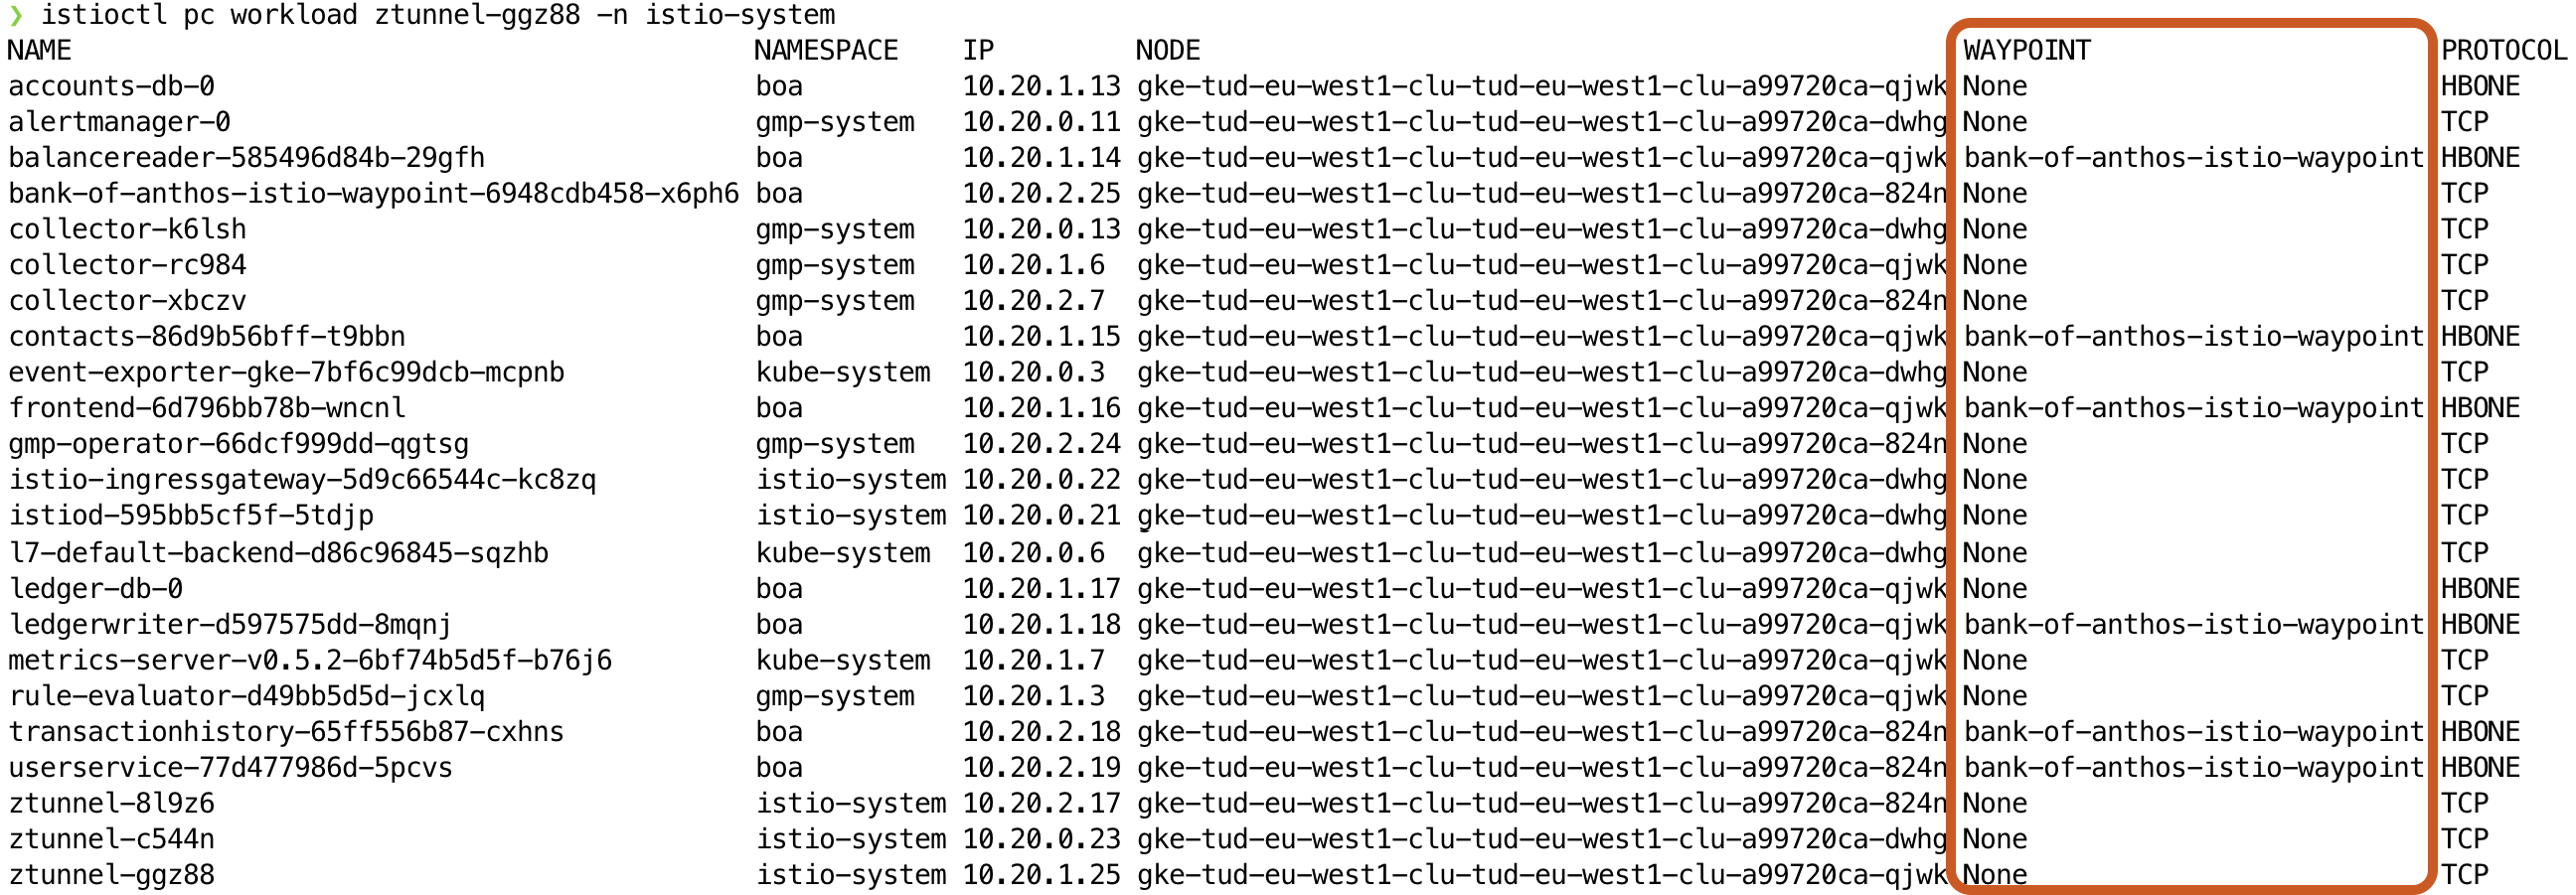 ❯ istioctl pc workload ztunnel-ggz88 -n istio-system
NAME NAMESPACE IP NODE WAYPOINT PROTOCOL
accounts-db-0 boa 10.20.1.13 gke-tud-eu-west1-clu-tud-eu-west1-clu-a99720ca-qjwk None HBONE
alertmanager-0 gmp-system 10.20.0.11 gke-tud-eu-west1-clu-tud-eu-west1-clu-a99720ca-dwhg None TCP
balancereader-585496d84b-29gfh boa 10.20.1.14 gke-tud-eu-west1-clu-tud-eu-west1-clu-a99720ca-qjwk bank-of-anthos-istio-waypoint HBONE
bank-of-anthos-istio-waypoint-6948cdb458-x6ph6 boa 10.20.2.25 gke-tud-eu-west1-clu-tud-eu-west1-clu-a99720ca-824n None TCP
collector-k6lsh gmp-system 10.20.0.13 gke-tud-eu-west1-clu-tud-eu-west1-clu-a99720ca-dwhg None TCP
collector-rc984 gmp-system 10.20.1.6 gke-tud-eu-west1-clu-tud-eu-west1-clu-a99720ca-qjwk None TCP
collector-xbczv gmp-system 10.20.2.7 gke-tud-eu-west1-clu-tud-eu-west1-clu-a99720ca-824n None TCP
contacts-86d9b56bff-t9bbn boa 10.20.1.15 gke-tud-eu-west1-clu-tud-eu-west1-clu-a99720ca-qjwk bank-of-anthos-istio-waypoint HBONE
event-exporter-gke-7bf6c99dcb-mcpnb kube-system 10.20.0.3 gke-tud-eu-west1-clu-tud-eu-west1-clu-a99720ca-dwhg None TCP
frontend-6d796bb78b-wncnl boa 10.20.1.16 gke-tud-eu-west1-clu-tud-eu-west1-clu-a99720ca-qjwk bank-of-anthos-istio-waypoint HBONE
gmp-operator-66dcf999dd-qgtsg gmp-system 10.20.2.24 gke-tud-eu-west1-clu-tud-eu-west1-clu-a99720ca-824n None TCP
istio-ingressgateway-5d9c66544c-kc8zq istio-system 10.20.0.22 gke-tud-eu-west1-clu-tud-eu-west1-clu-a99720ca-dwhg None TCP
istiod-595bb5cf5f-5tdjp istio-system 10.20.0.21 gke-tud-eu-west1-clu-tud-eu-west1-clu-a99720ca-dwhg None TCP
l7-default-backend-d86c96845-sqzhb kube-system 10.20.0.6 gke-tud-eu-west1-clu-tud-eu-west1-clu-a99720ca-dwhg None TCP
ledger-db-0 boa 10.20.1.17 gke-tud-eu-west1-clu-tud-eu-west1-clu-a99720ca-qjwk None HBONE
ledgerwriter-d597575dd-8mqnj boa 10.20.1.18 gke-tud-eu-west1-clu-tud-eu-west1-clu-a99720ca-qjwk bank-of-anthos-istio-waypoint HBONE
metrics-server-v0.5.2-6bf74b5d5f-b76j6 kube-system 10.20.1.7 gke-tud-eu-west1-clu-tud-eu-west1-clu-a99720ca-qjwk None TCP
rule-evaluator-d49bb5d5d-jcxlq gmp-system 10.20.1.3 gke-tud-eu-west1-clu-tud-eu-west1-clu-a99720ca-qjwk None TCP
transactionhistory-65ff556b87-cxhns boa 10.20.2.18 gke-tud-eu-west1-clu-tud-eu-west1-clu-a99720ca-824n bank-of-anthos-istio-waypoint HBONE
userservice-77d477986d-5pcvs boa 10.20.2.19 gke-tud-eu-west1-clu-tud-eu-west1-clu-a99720ca-824n bank-of-anthos-istio-waypoint HBONE
ztunnel-8l9z6 istio-system 10.20.2.17 gke-tud-eu-west1-clu-tud-eu-west1-clu-a99720ca-824n None TCP
ztunnel-c544n istio-system 10.20.0.23 gke-tud-eu-west1-clu-tud-eu-west1-clu-a99720ca-dwhg None TCP
ztunnel-ggz88 istio-system 10.20.1.25 gke-tud-eu-west1-clu-tud-eu-west1-clu-a99720ca-qjwk None TCP